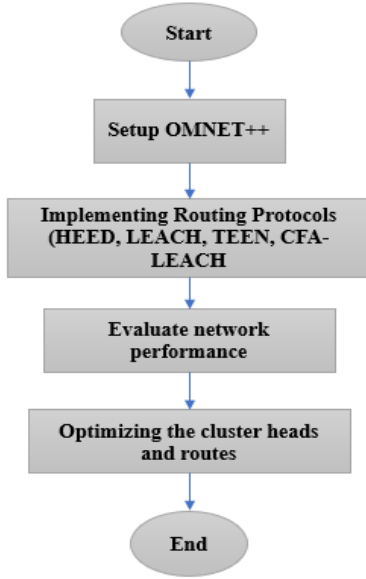 Start
Setup OMNET++
Implementing Routing Protocols
(HEED, LEACH, TEEN, CFA-
LEACH
Evaluate network
performance
Optimizing the cluster heads
and routes
End